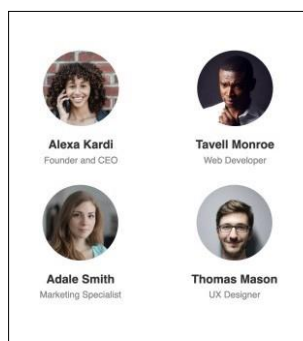 Alexa Kardi
Founder and CEO
Tavell Monroe
Web Developer
Adale Smith
Marketing Specialist
Thomas Mason
UX Designer